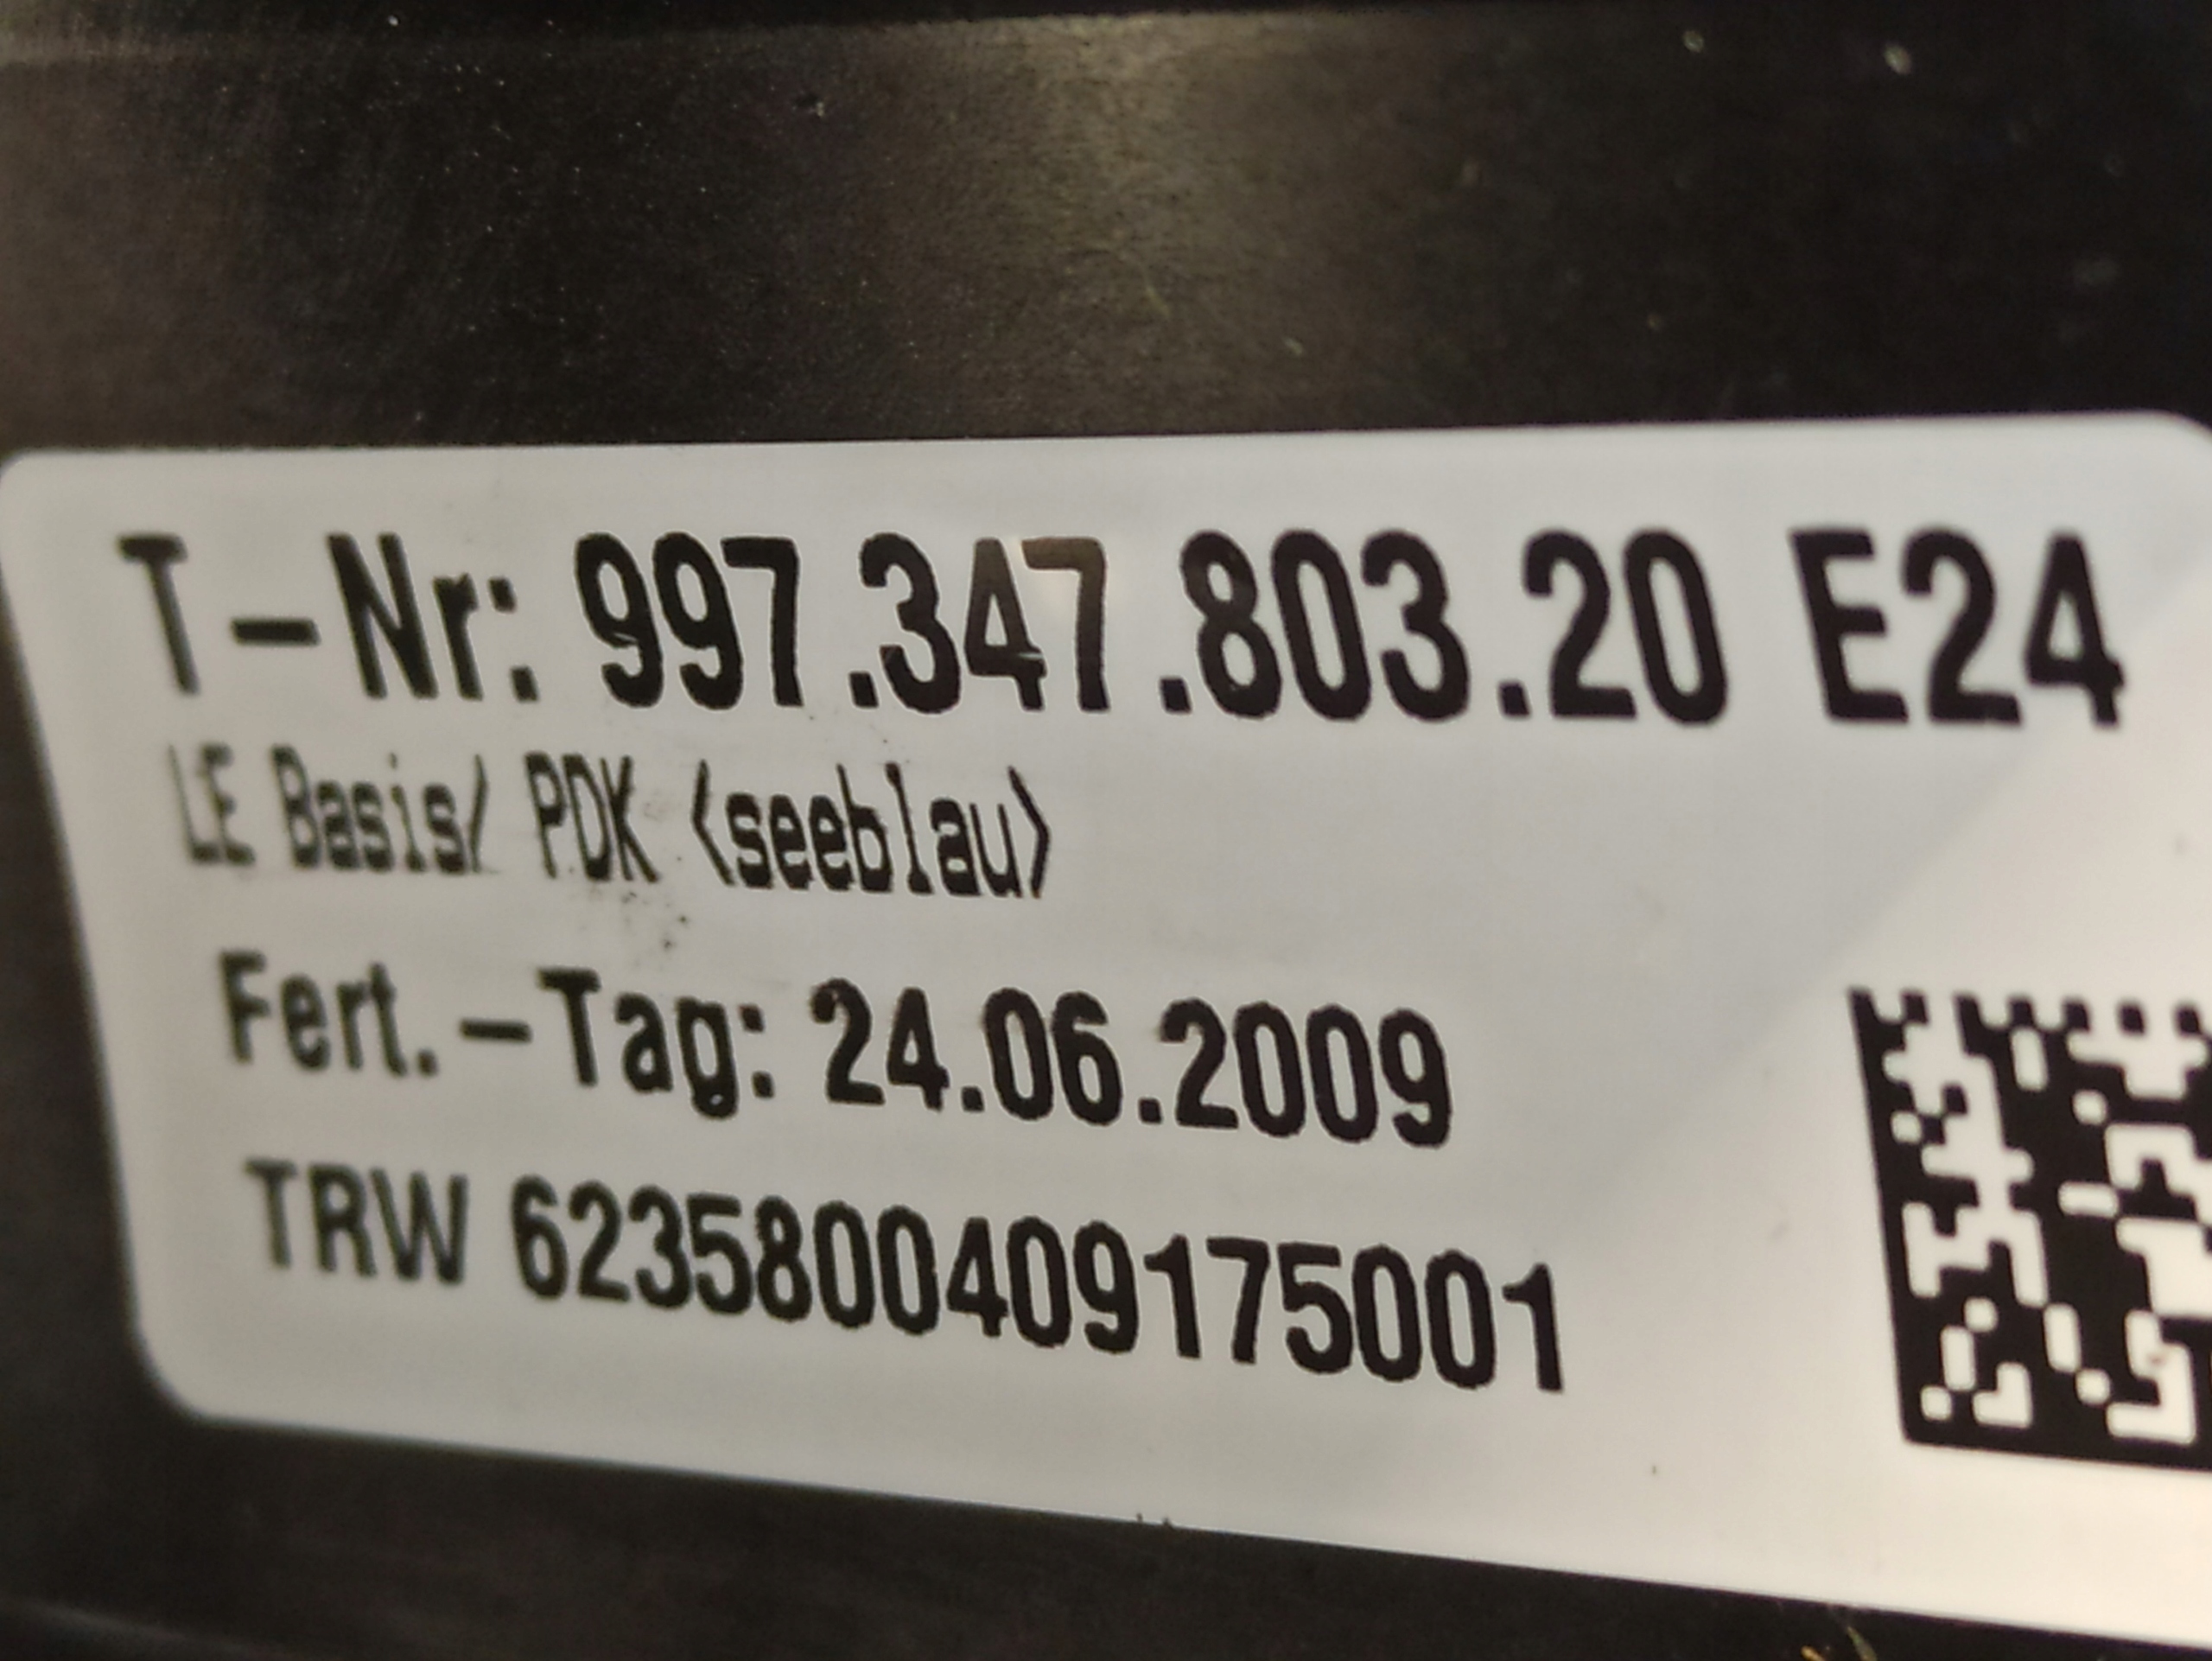 T-Nr: 997.347.803.20 E24
LE Basis/ PDK <seeblau>
Fert.-Tag: 24.06.2009
TRW 6235800409175001